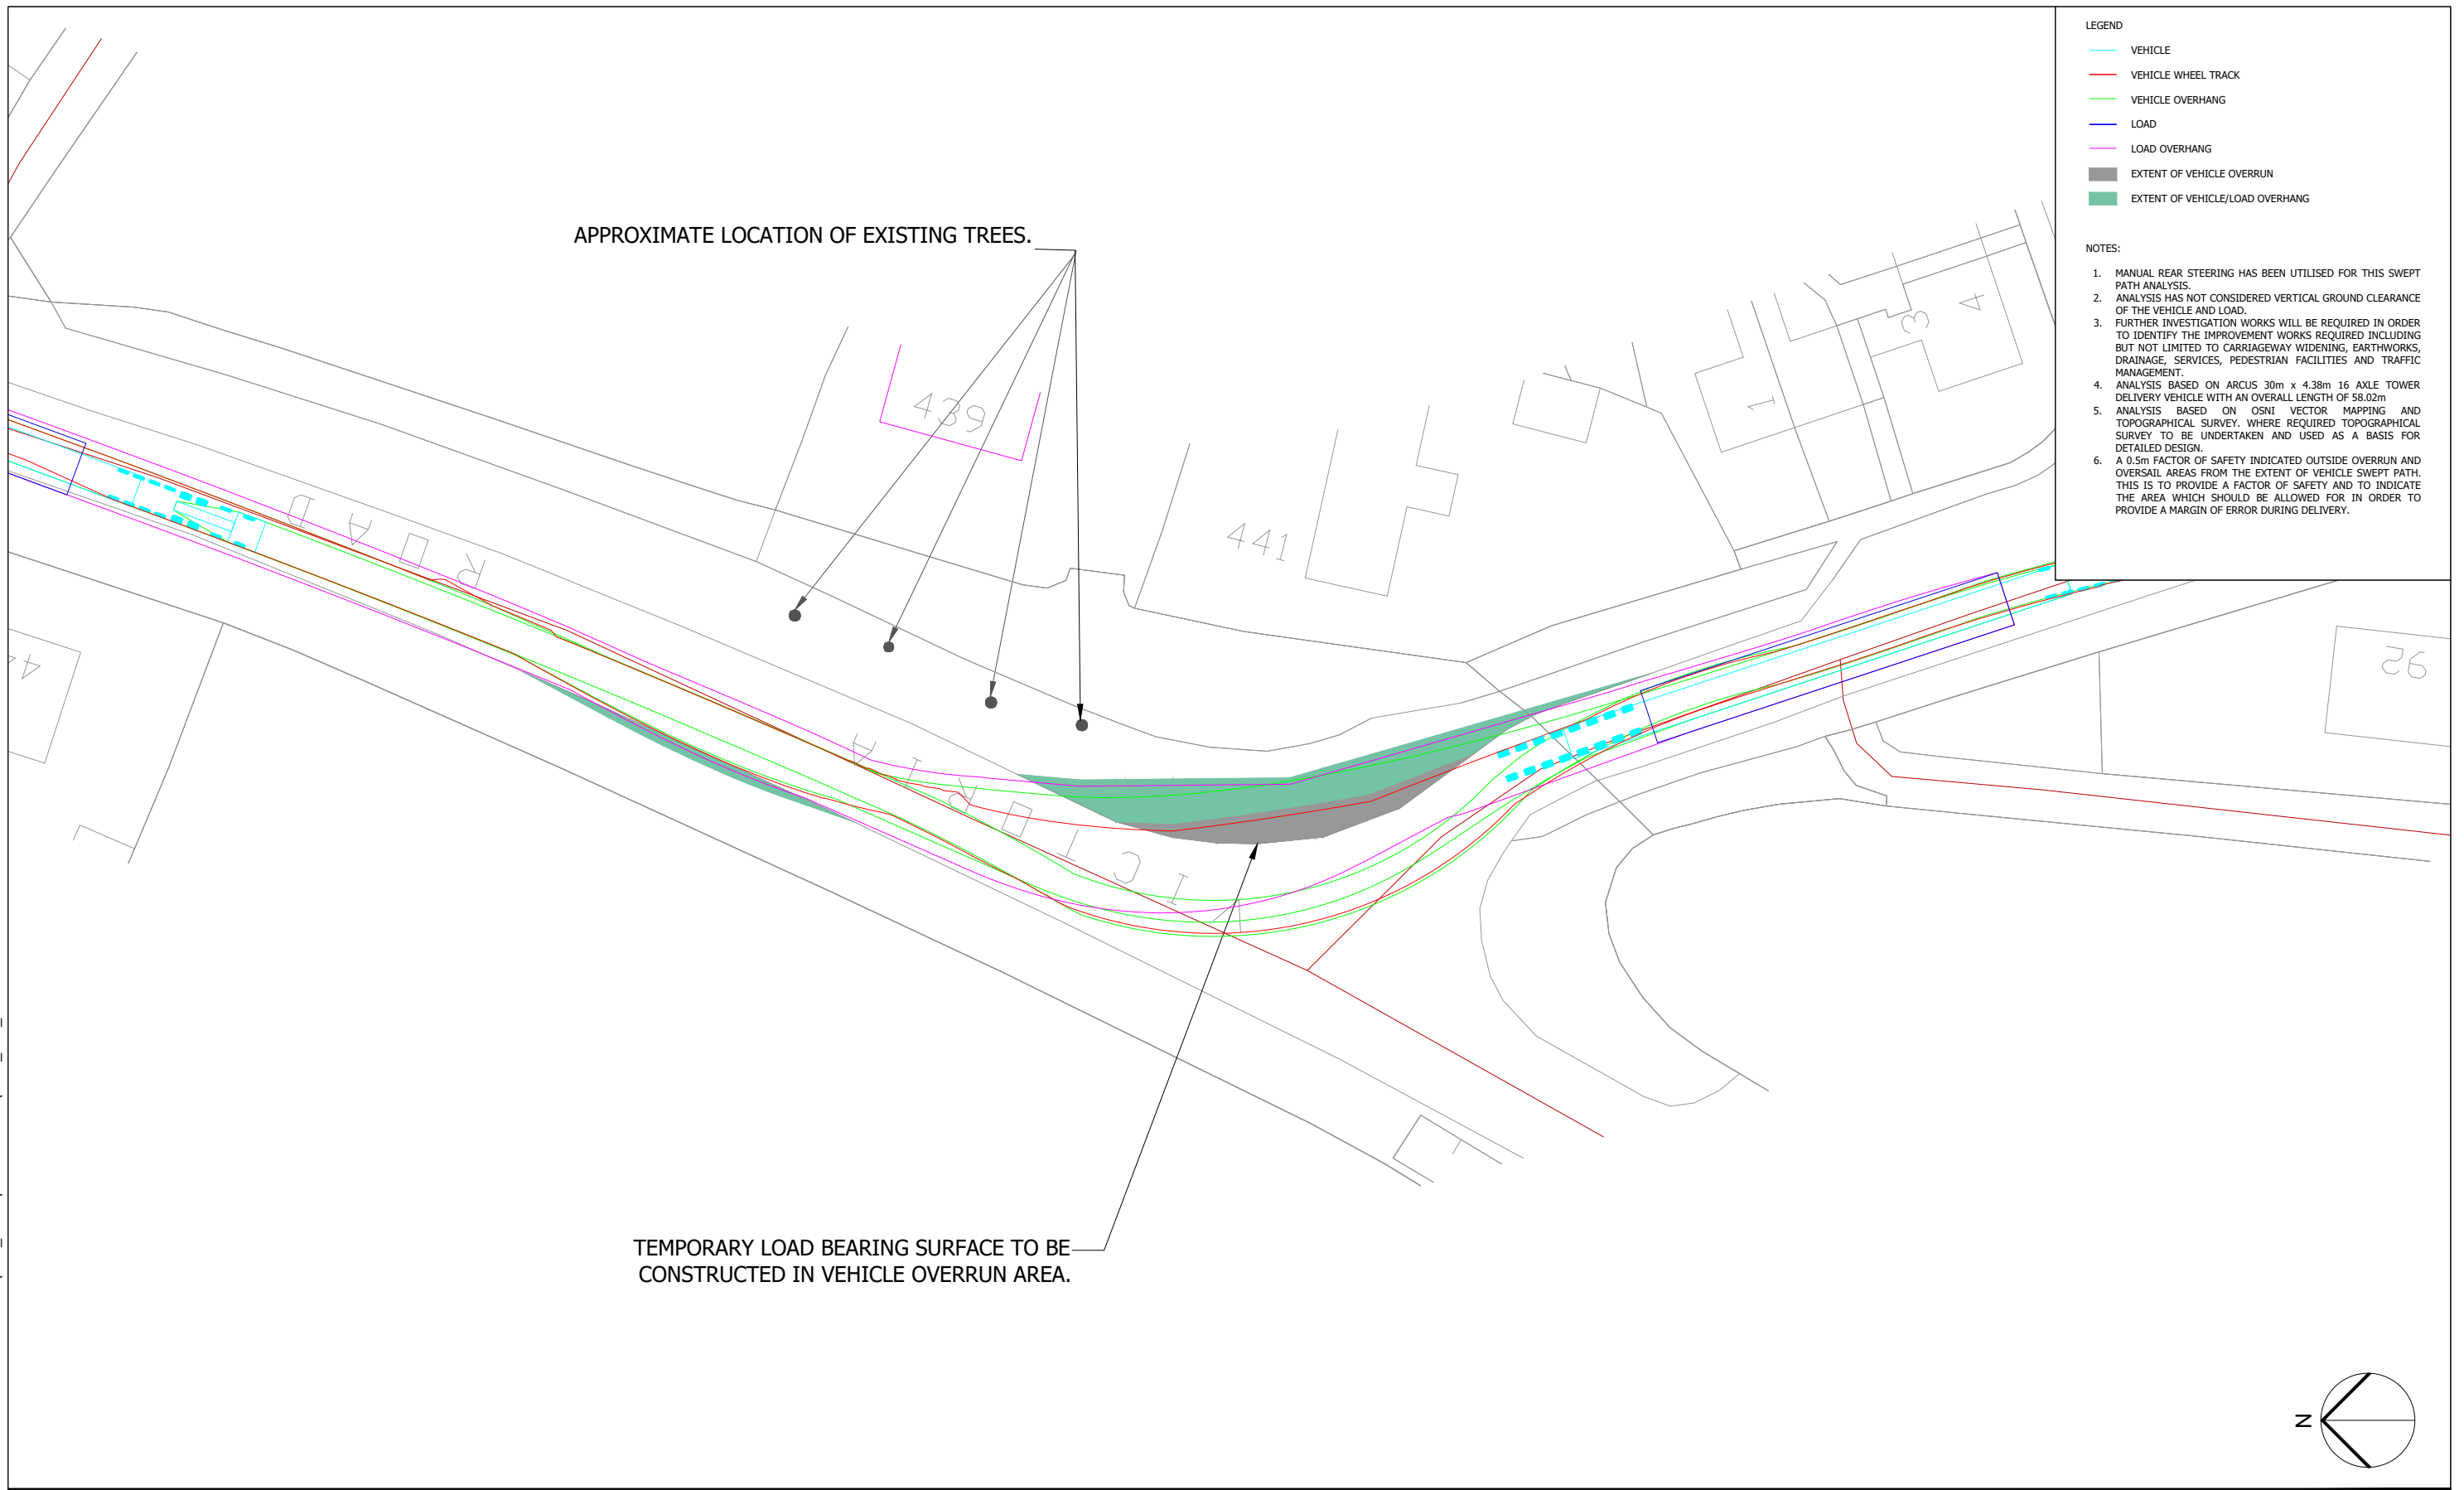 LEGEND
VEHICLE
VEHICLE WHEEL TRACK
VEHICLE OVERHANG
LOAD
LOAD OVERHANG
EXTENT OF VEHICLE OVERRUN
EXTENT OF VEHICLE/LOAD OVERHANG
NOTES:
1. MANUAL REAR STEERING HAS BEEN UTILISED FOR THIS SWEPT
PATH ANALYSIS.
2. ANALYSIS HAS NOT CONSIDERED VERTICAL GROUND CLEARANCE
OF THE VEHICLE AND LOAD.
3. FURTHER INVESTIGATION WORKS WILL BE REQUIRED IN ORDER
TO IDENTIFY THE IMPROVEMENT WORKS REQUIRED INCLUDING
BUT NOT LIMITED TO CARRIAGEWAY WIDENING, EARTHWORKS,
DRAINAGE, SERVICES, PEDESTRIAN FACILITIES AND TRAFFIC
MANAGEMENT.
4. ANALYSIS BASED ON ARCUS 30m x 4.38m 16 AXLE TOWER
DELIVERY VEHICLE WITH AN OVERALL LENGTH OF 58.02m
5. ANALYSIS BASED ON OSNI VECTOR MAPPING AND
TOPOGRAPHICAL SURVEY. WHERE REQUIRED TOPOGRAPHICAL
SURVEY TO BE UNDERTAKEN AND USED AS A BASIS FOR
DETAILED DESIGN.
6. A 0.5m FACTOR OF SAFETY INDICATED OUTSIDE OVERRUN AND
OVERSAIL AREAS FROM THE EXTENT OF VEHICLE SWEPT PATH.
THIS IS TO PROVIDE A FACTOR OF SAFETY AND TO INDICATE
THE AREA WHICH SHOULD BE ALLOWED FOR IN ORDER TO
PROVIDE A MARGIN OF ERROR DURING DELIVERY.
APPROXIMATE LOCATION OF EXISTING TREES.
439
441
1
3
4
95
ROAD
TEMPORARY LOAD BEARING SURFACE TO BE
CONSTRUCTED IN VEHICLE OVERRUN AREA.
N